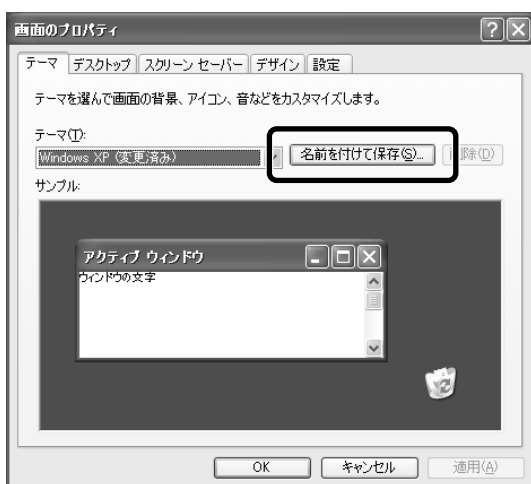 画面のプロパティ
テーマ デスクトップ スクリーン セーバー デザイン 設定
テーマを選んで画面の背景、アイコン、音などをカスタマイズします。
テーマ(T):
Windows XP (変更済み) 名前を付けて保存(S)... 除(D)
サンプル:
アクティブ ウィンドウ
ウィンドウの文字
OK キャンセル 適用(A)